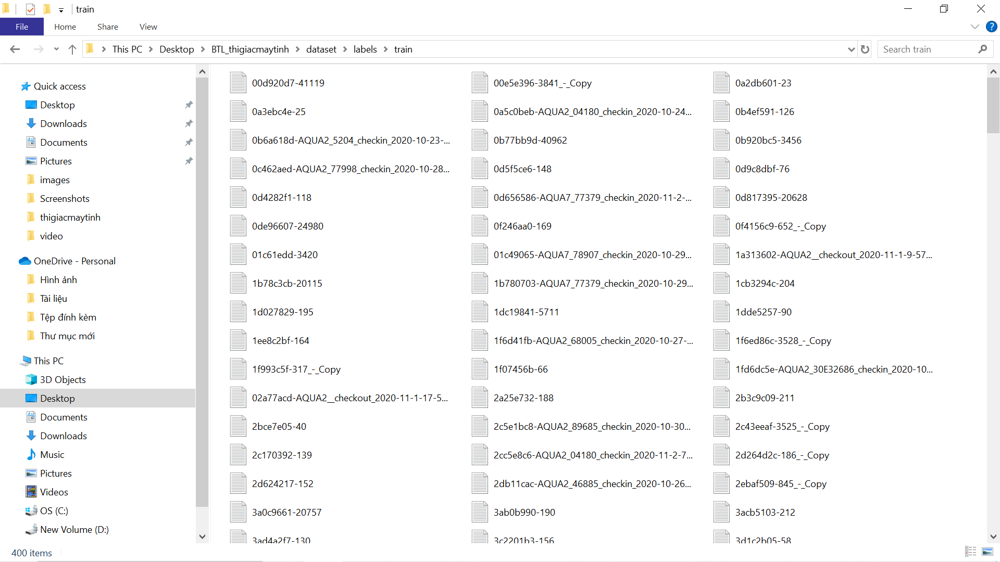 train
File Home Share View
This PC Desktop BTL_thigiacmaytinh dataset labels train
Search train
Quick access
Desktop
Downloads
Documents
Pictures
images
Screenshots
thigiacmaytinh
video
OneDrive - Personal
Hình ảnh
Tài liệu
Tệp đính kèm
Thư mục mới
This PC
3D Objects
Desktop
Documents
Downloads
Music
Pictures
Videos
OS (C:)
New Volume (D:)
00d920d7-41119 00e5e396-3841_-_Copy 0a2db601-23
0a3ebc4e-25 0a5c0beb-AQUA2_04180_checkin_2020-10-24... 0b4ef591-126
0b6a618d-AQUA2_5204_checkin_2020-10-23-... 0b77bb9d-40962 0b920bc5-3456
0c462aed-AQUA2_77998_checkin_2020-10-28... 0d5f5ce6-148 0d9c8dbf-76
0d4282f1-118 0d656586-AQUA7_77379_checkin_2020-11-2-... 0d817395-20628
0de96607-24980 0f246aa0-169 0f4156c9-652_-_Copy
01c61edd-3420 01c49065-AQUA7_78907_checkin_2020-10-29... 1a313602-AQUA2__checkout_2020-11-1-9-57...
1b78c3cb-20115 1b780703-AQUA7_77379_checkin_2020-10-29... 1cb3294c-204
1d027829-195 1dc19841-5711 1dde5257-90
1ee8c2bf-164 1f6d41fb-AQUA2_68005_checkin_2020-10-27-... 1f6ed86c-3528_-_Copy
1f993c5f-317_-_Copy 1f07456b-66 1fd6dc5e-AQUA2_30E32686_checkin_2020-10...
02a77acd-AQUA2__checkout_2020-11-1-17-5... 2a25e732-188 2b3c9c09-211
2bce7e05-40 2c5e1bc8-AQUA2_89685_checkin_2020-10-30... 2c43eeaf-3525_-_Copy
2c170392-139 2cc5e8c6-AQUA2_04180_checkin_2020-11-2-7... 2d264d2c-186_-_Copy
2d624217-152 2db11cac-AQUA2_46885_checkin_2020-10-26... 2ebaf509-845_-_Copy
3a0c9661-20757 3ab0b990-190 3acb5103-212
3ad4a2f7-130 3c2201b3-156 3d1c2b05-58
400 items